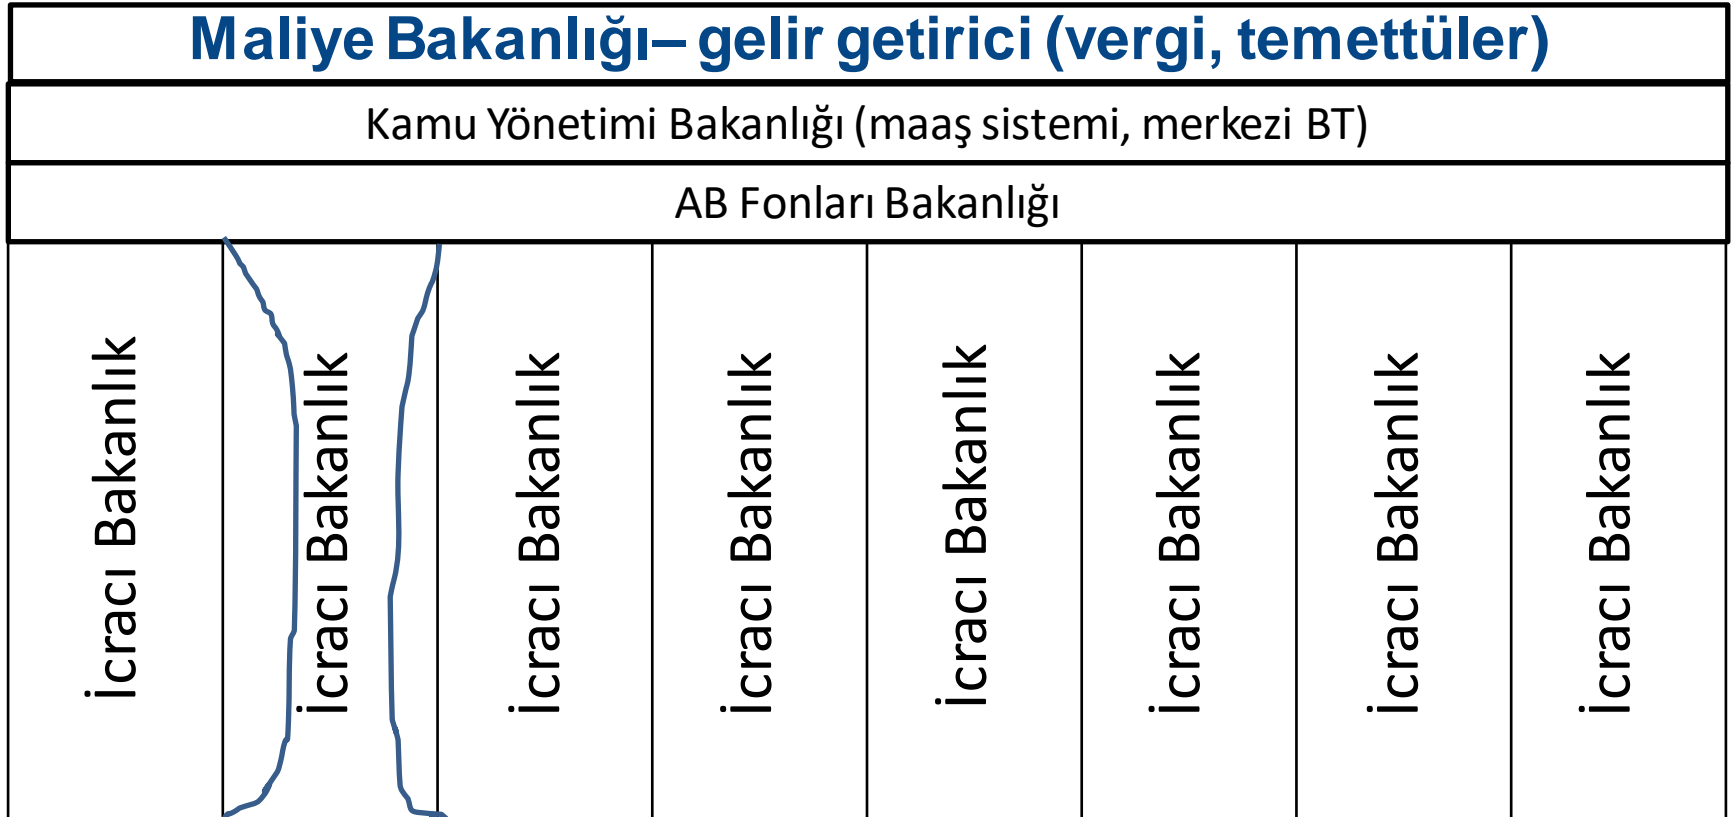 Maliye Bakanlığı– gelir getirici (vergi, temettüler)
Kamu Yönetimi Bakanlığı (maaş sistemi, merkezi BT)
AB Fonları Bakanlığı
İcracı Bakanlık
İcracı Bakanlık
İcracı Bakanlık
İcracı Bakanlık
İcracı Bakanlık
İcracı Bakanlık
İcracı Bakanlık
İcracı Bakanlık